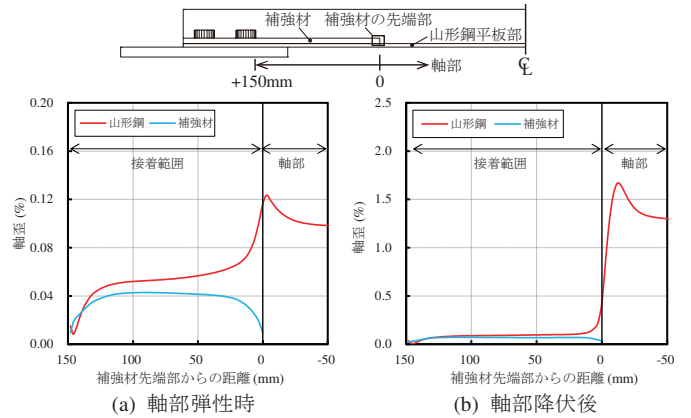 補強材 補強材の先端部
山形鋼平板部
軸部
+150mm 0
℄
山形鋼 補強材
接着範囲 軸部
軸歪 (%)
0.20
0.16
0.12
0.08
0.04
0.00
150 100 50 0 -50
補強材先端部からの距離 (mm)
(a) 軸部弾性時
山形鋼 補強材
接着範囲 軸部
軸歪 (%)
2.5
2.0
1.5
1.0
0.5
0.0
150 100 50 0 -50
補強材先端部からの距離 (mm)
(b) 軸部降伏後